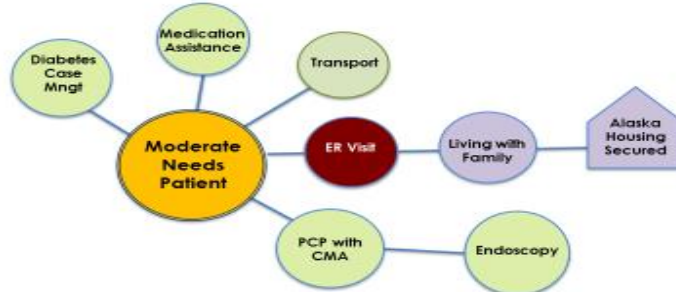 Medication
Assistance
Diabetes
Case
Mngt
Transport
Moderate
Needs
Patient
ER Visit
Living with
Family
Alaska
Housing
Secured
PCP with
CMA
Endoscopy